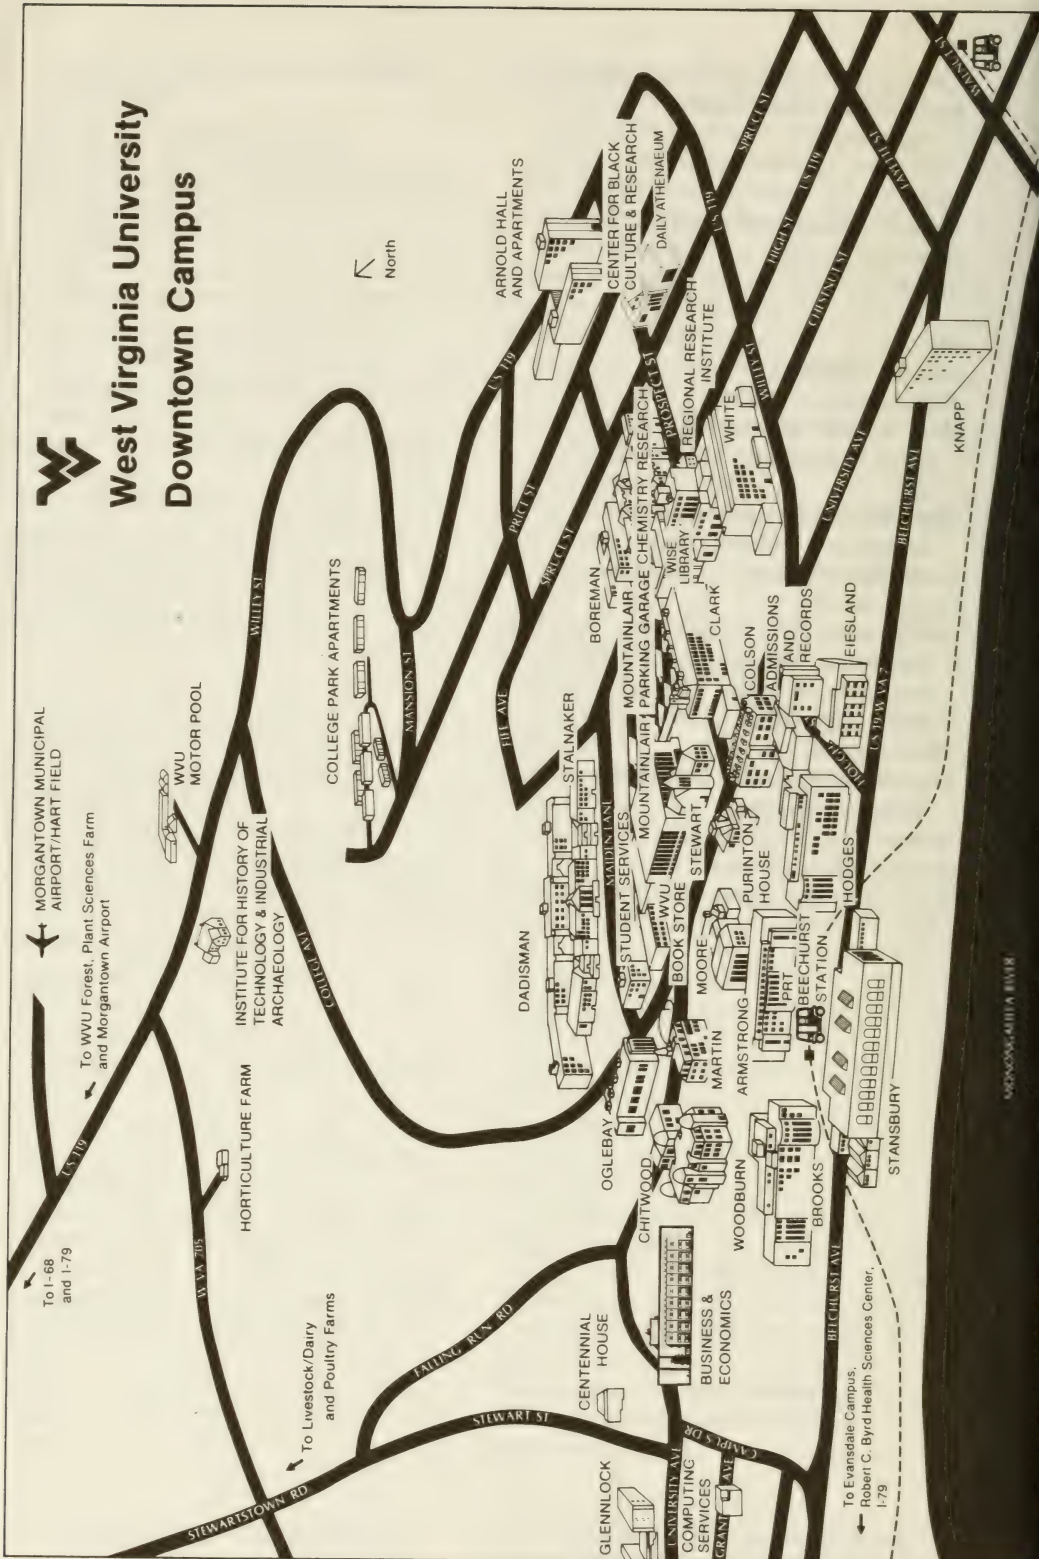 West Virginia University
Downtown Campus
MORGANTOWN MUNICIPAL
AIRPORT/HART FIELD
To WVU Forest, Plant Sciences Farm
and Morgantown Airport
To I-68
and I-79
US 119
WILLEY ST
WVU
MOTOR POOL
INSTITUTE FOR HISTORY OF
TECHNOLOGY & INDUSTRIAL
ARCHAEOLOGY
HORTICULTURE FARM
W VA 705
COLLEGE AVE
To Livestock/Dairy
and Poultry Farms
COLLEGE PARK APARTMENTS
MANSION ST
North
US 119
PRICE ST
SPRUCE ST
FIFE AVE
ARNOLD HALL
AND APARTMENTS
CENTER FOR BLACK
CULTURE & RESEARCH
DAILY ATHENAEUM
FALLING RUN RD
STEWART ST
STEWARTSTOWN RD
CENTENNIAL
HOUSE
DADISMAN
STALNAKER
BOREMAN
MAIDEN LANE
STUDENT SERVICES
MOUNTAINLAIR
MOUNTAINLAIR PARKING GARAGE
CHEMISTRY RESEARCH
PROSPECT ST
REGIONAL RESEARCH
INSTITUTE
WISE
LIBRARY
WHITE
WILLEY ST
US 119
SPRUCE ST
HIGH ST
US 119
CHESTNUT ST
FAYETTE ST
WALNUT ST
OGLEBAY
CHITWOOD
MARTIN
WVU
BOOK STORE
STEWART
CLARK
COLSON
ADMISSIONS
AND
RECORDS
EIESLAND
PURINTON
HOUSE
MOORE
ARMSTRONG
WOODBURN
BUSINESS &
ECONOMICS
GLENNLOCK
UNIVERSITY AVE
COMPUTING
SERVICES
GRANT AVE
CAMPUS DR
BROOKS
PRT
BEECHURST
STATION
HODGES
STANSBURY
BEECHURST AVE
US 19-W VA 7
BEECHURST AVE
UNIVERSITY AVE
KNAPP
To Evansdale Campus,
Robert C. Byrd Health Sciences Center,
I-79
MONONGAHELA RIVER